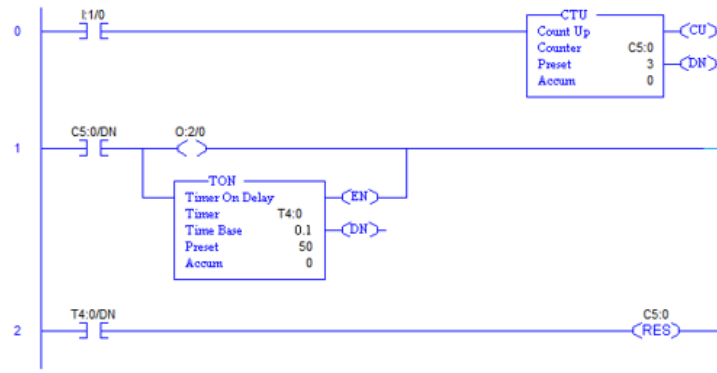 I:1/0
0
CTU
Count Up
CU
Counter C5:0
Preset 3
DN
Accum 0
C5:0/DN O:2/0
1
TON
Timer On Delay
EN
Timer T4:0
Time Base 0.1
DN
Preset 50
Accum 0
T4:0/DN C5:0
2
RES